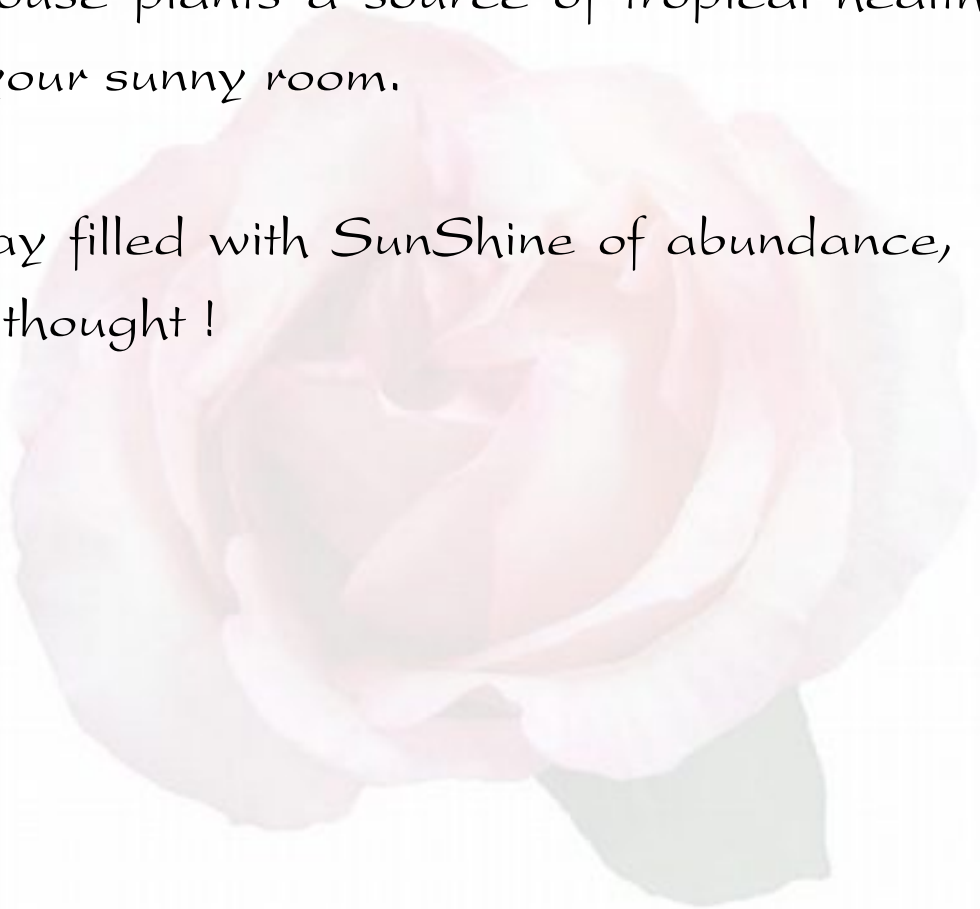 plants a source of tropical
sunny room.
filled with SunShine of abundance,
thought !